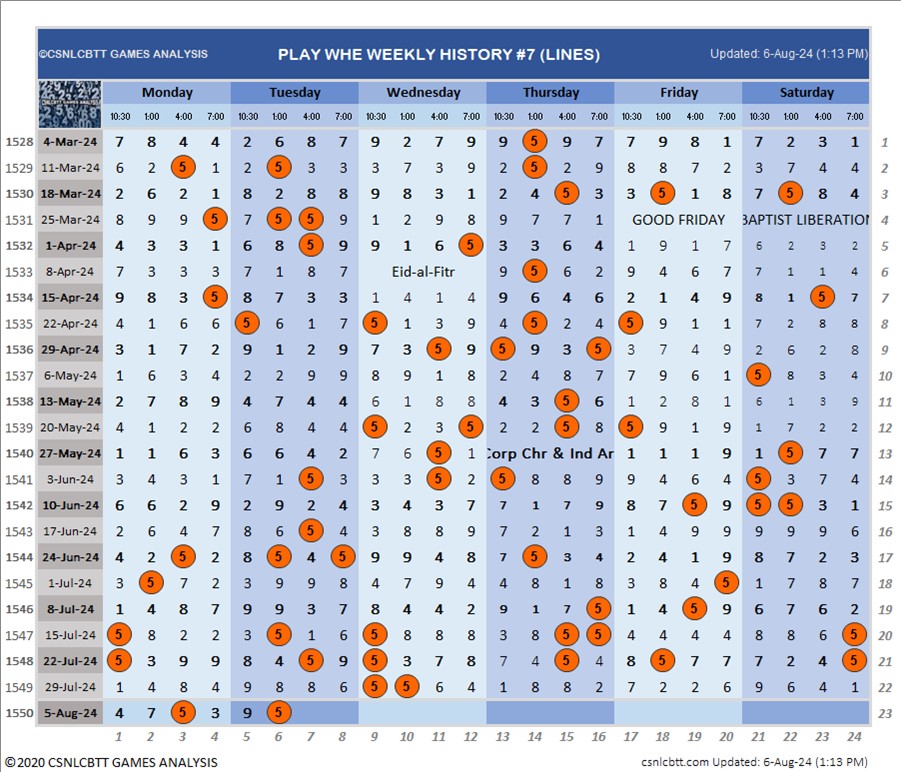 ©CSNLCBTT GAMES ANALYSIS PLAY WHE WEEKLY HISTORY #7 (LINES) Updated: 6-Aug-24 (1:13 PM)
Monday Tuesday Wednesday Thursday Friday Saturday
10:30 1:00 4:00 7:00 10:30 1:00 4:00 7:00 10:30 1:00 4:00 7:00 10:30 1:00 4:00 7:00 10:30 1:00 4:00 7:00 10:30 1:00 4:00 7:00
1528 4-Mar-24 7 8 4 4 2 6 8 7 9 2 7 9 9 5 9 7 7 9 8 1 7 2 3 1 1
1529 11-Mar-24 6 2 5 1 2 5 3 3 3 7 3 9 2 5 2 9 8 8 7 2 3 7 4 4 2
1530 18-Mar-24 2 6 2 1 8 2 8 8 9 8 3 1 2 4 5 3 3 5 1 8 7 5 8 4 3
1531 25-Mar-24 8 9 9 5 7 5 5 9 1 2 9 8 9 7 7 1 GOOD FRIDAY BAPTIST LIBERATION 4
1532 1-Apr-24 4 3 3 1 6 8 5 9 9 1 6 5 3 3 6 4 1 9 1 7 6 2 3 2 5
1533 8-Apr-24 7 3 3 3 7 1 8 7 Eid-al-Fitr 9 5 6 2 9 4 6 7 7 1 1 4 6
1534 15-Apr-24 9 8 3 5 8 7 3 3 1 4 1 4 9 6 4 6 2 1 4 9 8 1 5 7 7
1535 22-Apr-24 4 1 6 6 5 6 1 7 5 1 3 9 4 5 2 4 5 9 1 1 7 2 8 8 8
1536 29-Apr-24 3 1 7 2 9 1 2 9 7 3 5 9 5 9 3 5 3 7 4 9 2 6 2 8 9
1537 6-May-24 1 6 3 4 2 2 9 9 8 9 1 8 2 4 8 7 7 9 6 1 5 8 3 4 10
1538 13-May-24 2 7 8 9 4 7 4 4 6 1 8 8 4 3 5 6 1 2 8 1 6 1 3 9 11
1539 20-May-24 4 1 2 2 6 8 4 4 5 7 3 5 2 2 5 8 5 9 1 9 1 7 2 2 12
1540 27-May-24 1 1 6 3 6 6 4 2 7 6 5 1 Corp Chr & Ind Ar 1 1 1 9 1 5 7 7 13
1541 3-Jun-24 3 4 3 1 7 1 5 3 3 3 5 2 5 8 8 9 9 4 4 9 5 3 7 4 14
1542 10-Jun-24 6 6 2 9 2 9 2 4 3 4 3 7 7 1 7 9 8 7 5 9 5 5 3 1 15
1543 17-Jun-24 2 6 4 7 8 6 5 4 3 8 8 9 7 2 1 3 1 4 9 4 9 9 9 6 16
1544 24-Jun-24 4 2 5 2 8 5 4 5 9 9 4 8 7 5 3 4 2 4 1 9 8 7 2 3 17
1545 1-Jul-24 3 5 7 2 3 9 9 8 4 7 9 4 4 8 1 8 3 8 4 5 1 7 8 7 18
1546 8-Jul-24 1 4 8 7 9 9 3 7 8 4 4 2 9 1 7 5 1 4 5 9 6 7 6 2 19
1547 15-Jul-24 5 8 2 2 3 5 1 6 5 8 8 8 3 8 5 5 4 4 4 4 8 8 6 5 20
1548 22-Jul-24 5 3 9 9 8 4 5 9 5 3 7 8 7 4 5 4 8 5 7 7 7 2 4 5 21
1549 29-Jul-24 1 4 8 4 9 8 8 6 5 5 6 4 1 8 8 2 7 2 2 6 9 6 4 1 22
1550 5-Aug-24 4 7 5 3 9 5 23
1 2 3 4 5 6 7 8 9 10 11 12 13 14 15 16 17 18 19 20 21 22 23 24
©2020 CSNLCBTT GAMES ANALYSIS csnlcbtt.com Updated: 6-Aug-24 (1:13 PM)